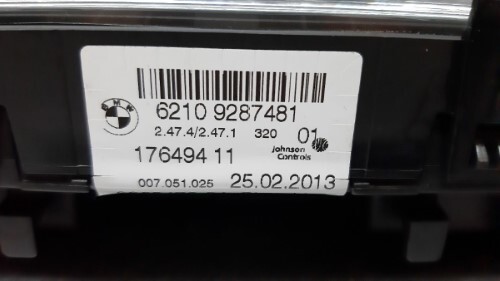 BMW
6210 9287481
2.47.4/2.47.1 320 01
176494 11 Johnson Controls
007.051.025 25.02.2013